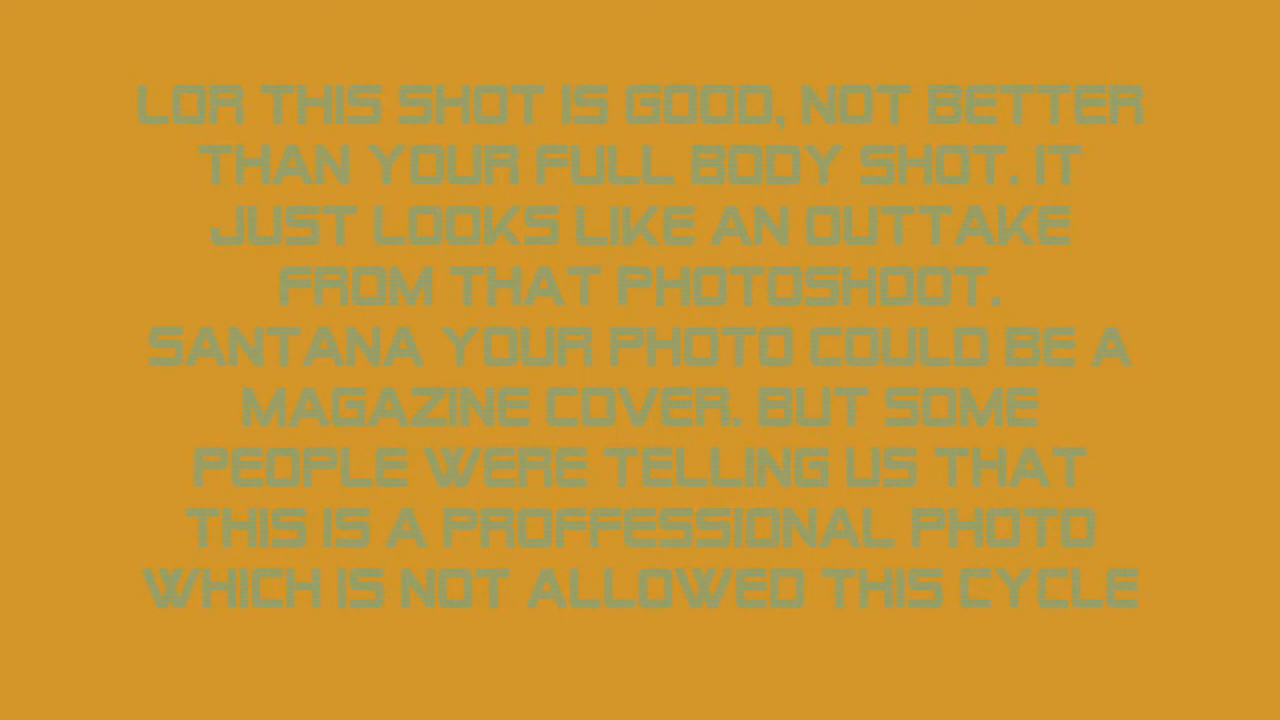 LOR THIS SHOT IS GOOD, NOT BETTER
THAN YOUR FULL BODY SHOT. IT
JUST LOOKS LIKE AN OUTTAKE
FROM THAT PHOTOSHOOT.
SANTANA YOUR PHOTO COULD BE A
MAGAZINE COVER. BUT SOME
PEOPLE WERE TELLING US THAT
THIS IS A PROFFESSIONAL PHOTO
WHICH IS NOT ALLOWED THIS CYCLE